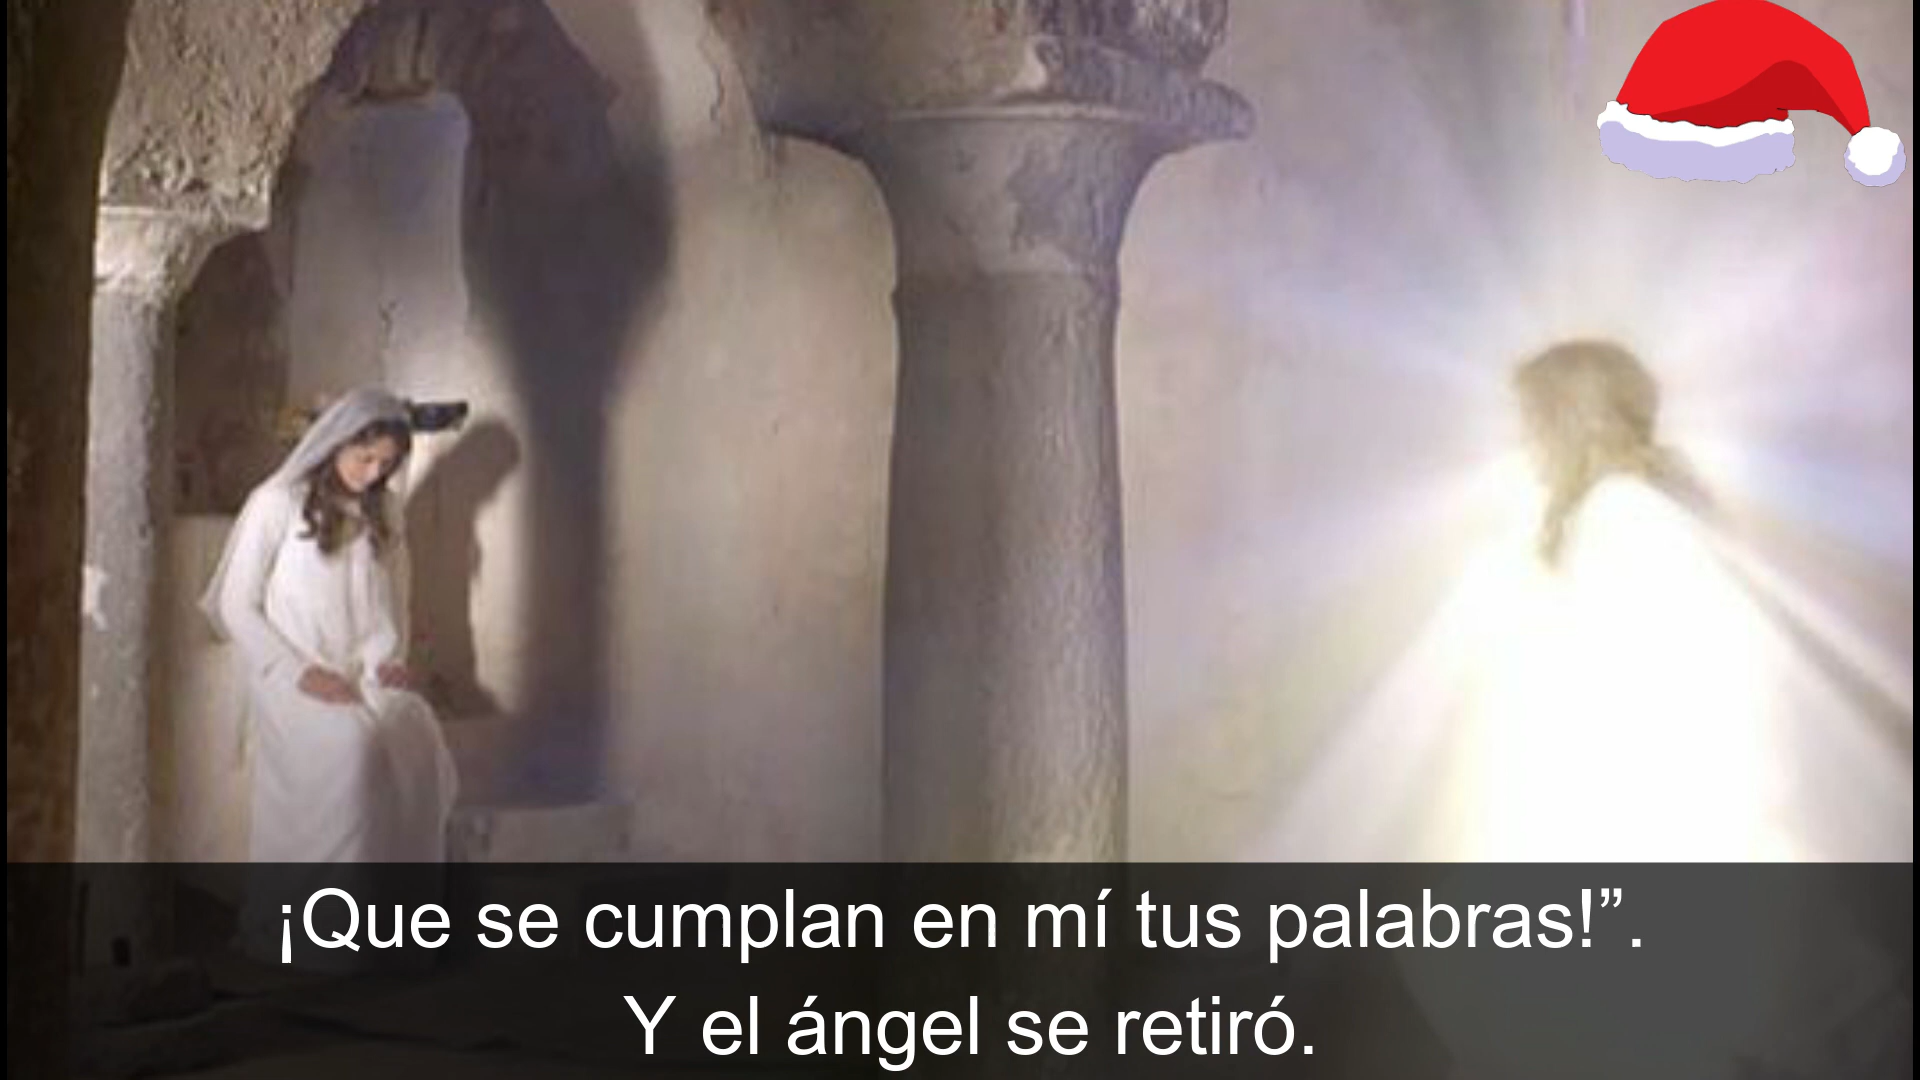 ¡Que se cumplan en mí tus palabras!”.
Y el ángel se retiró.